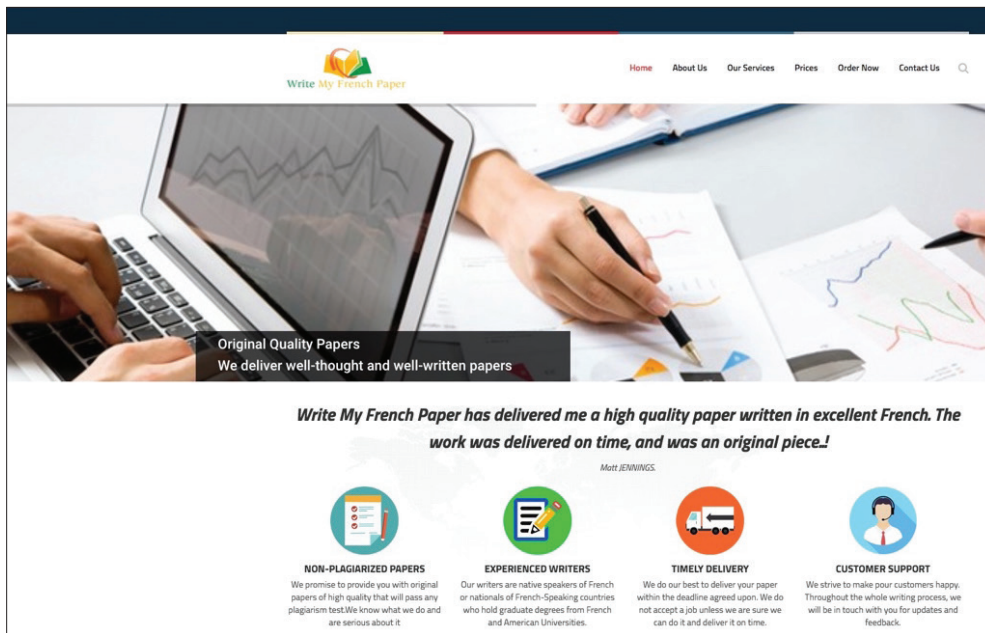 Write My French Paper
Home About Us Our Services Prices Order Now Contact Us
Original Quality Papers
We deliver well-thought and well-written papers
Write My French Paper has delivered me a high quality paper written in excellent French. The
work was delivered on time, and was an original piece..!
Matt JENNINGS.
NON-PLAGIARIZED PAPERS
We promise to provide you with original
papers of high quality that will pass any
plagiarism test.We know what we do and
are serious about it
EXPERIENCED WRITERS
Our writers are native speakers of French
or nationals of French-Speaking countries
who hold graduate degrees from French
and American Universities.
TIMELY DELIVERY
We do our best to deliver your paper
within the deadline agreed upon. We do
not accept a job unless we are sure we
can do it and deliver it on time.
CUSTOMER SUPPORT
We strive to make pour customers happy.
Throughout the whole writing process, we
will be in touch with you for updates and
feedback.